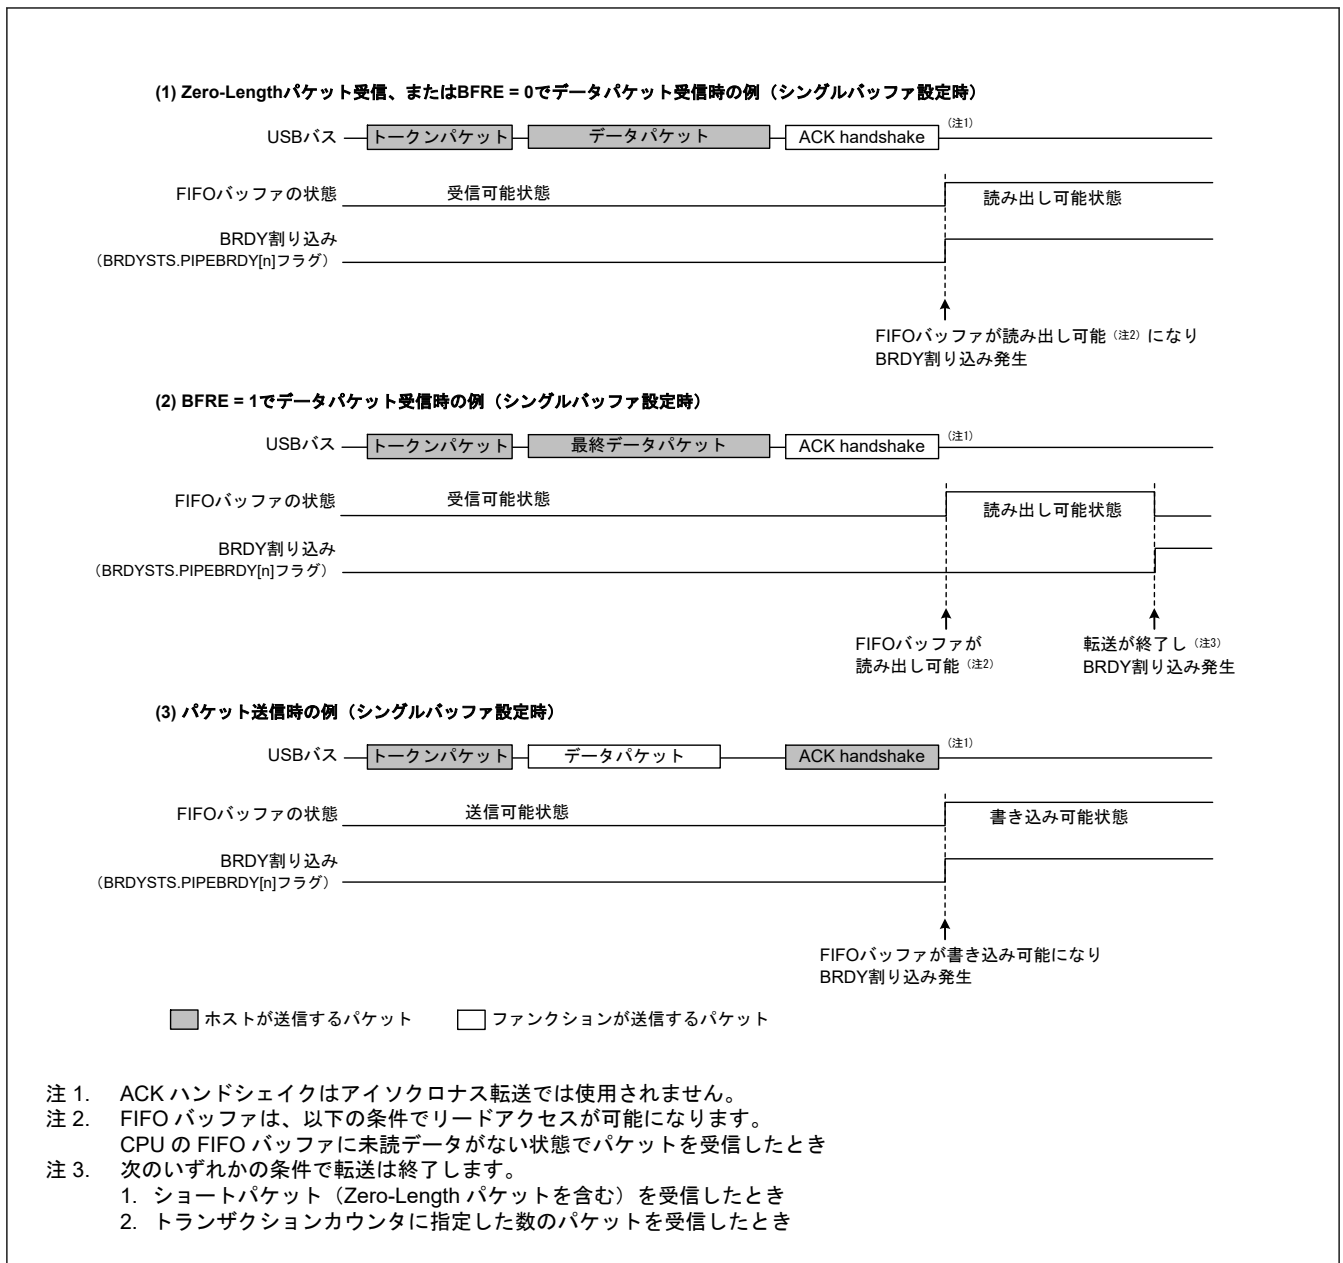 (1) Zero-Lengthパケット受信、またはBFRE = 0でデータパケット受信時の例（シングルバッファ設定時）
USBバス トークンパケット データパケット ACK handshake （注1）
FIFOバッファの状態 受信可能状態 読み出し可能状態
BRDY割り込み
（BRDYSTS.PIPEBRDY[n]フラグ）
FIFOバッファが読み出し可能（注2）になり
BRDY割り込み発生
(2) BFRE = 1でデータパケット受信時の例（シングルバッファ設定時）
USBバス トークンパケット 最終データパケット ACK handshake （注1）
FIFOバッファの状態 受信可能状態 読み出し可能状態
BRDY割り込み
（BRDYSTS.PIPEBRDY[n]フラグ）
FIFOバッファが
読み出し可能（注2）
転送が終了し（注3）
BRDY割り込み発生
(3) パケット送信時の例（シングルバッファ設定時）
USBバス トークンパケット データパケット ACK handshake （注1）
FIFOバッファの状態 送信可能状態 書き込み可能状態
BRDY割り込み
（BRDYSTS.PIPEBRDY[n]フラグ）
FIFOバッファが書き込み可能になり
BRDY割り込み発生
ホストが送信するパケット ファンクションが送信するパケット
注 1. ACK ハンドシェイクはアイソクロナス転送では使用されません。
注 2. FIFO バッファは、以下の条件でリードアクセスが可能になります。
CPU の FIFO バッファに未読データがない状態でパケットを受信したとき
注 3. 次のいずれかの条件で転送は終了します。
1. ショートパケット（Zero-Length パケットを含む）を受信したとき
2. トランザクションカウンタに指定した数のパケットを受信したとき